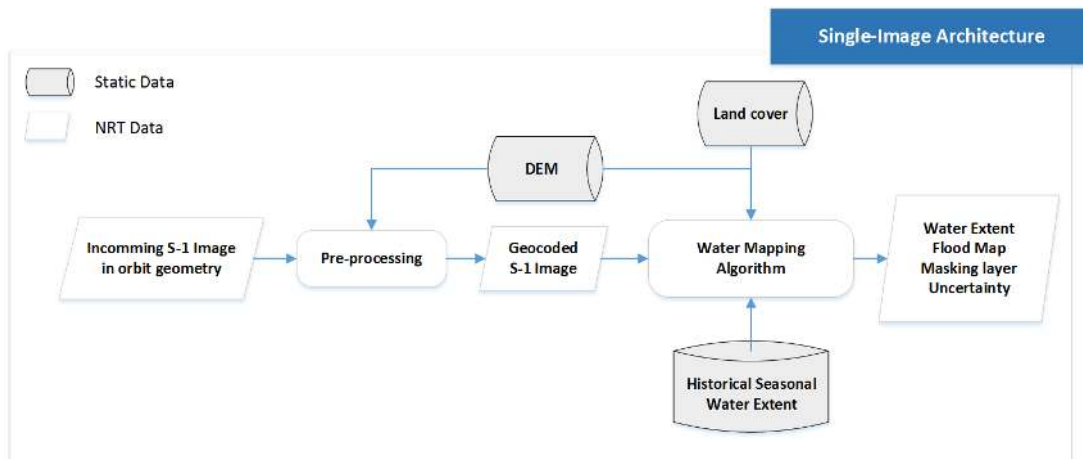 Single-Image Architecture
Static Data
NRT Data
Land cover
DEM
Incomming S-1 Image
in orbit geometry
Pre-processing
Geocoded
S-1 Image
Water Mapping
Algorithm
Water Extent
Flood Map
Masking layer
Uncertainty
Historical Seasonal
Water Extent